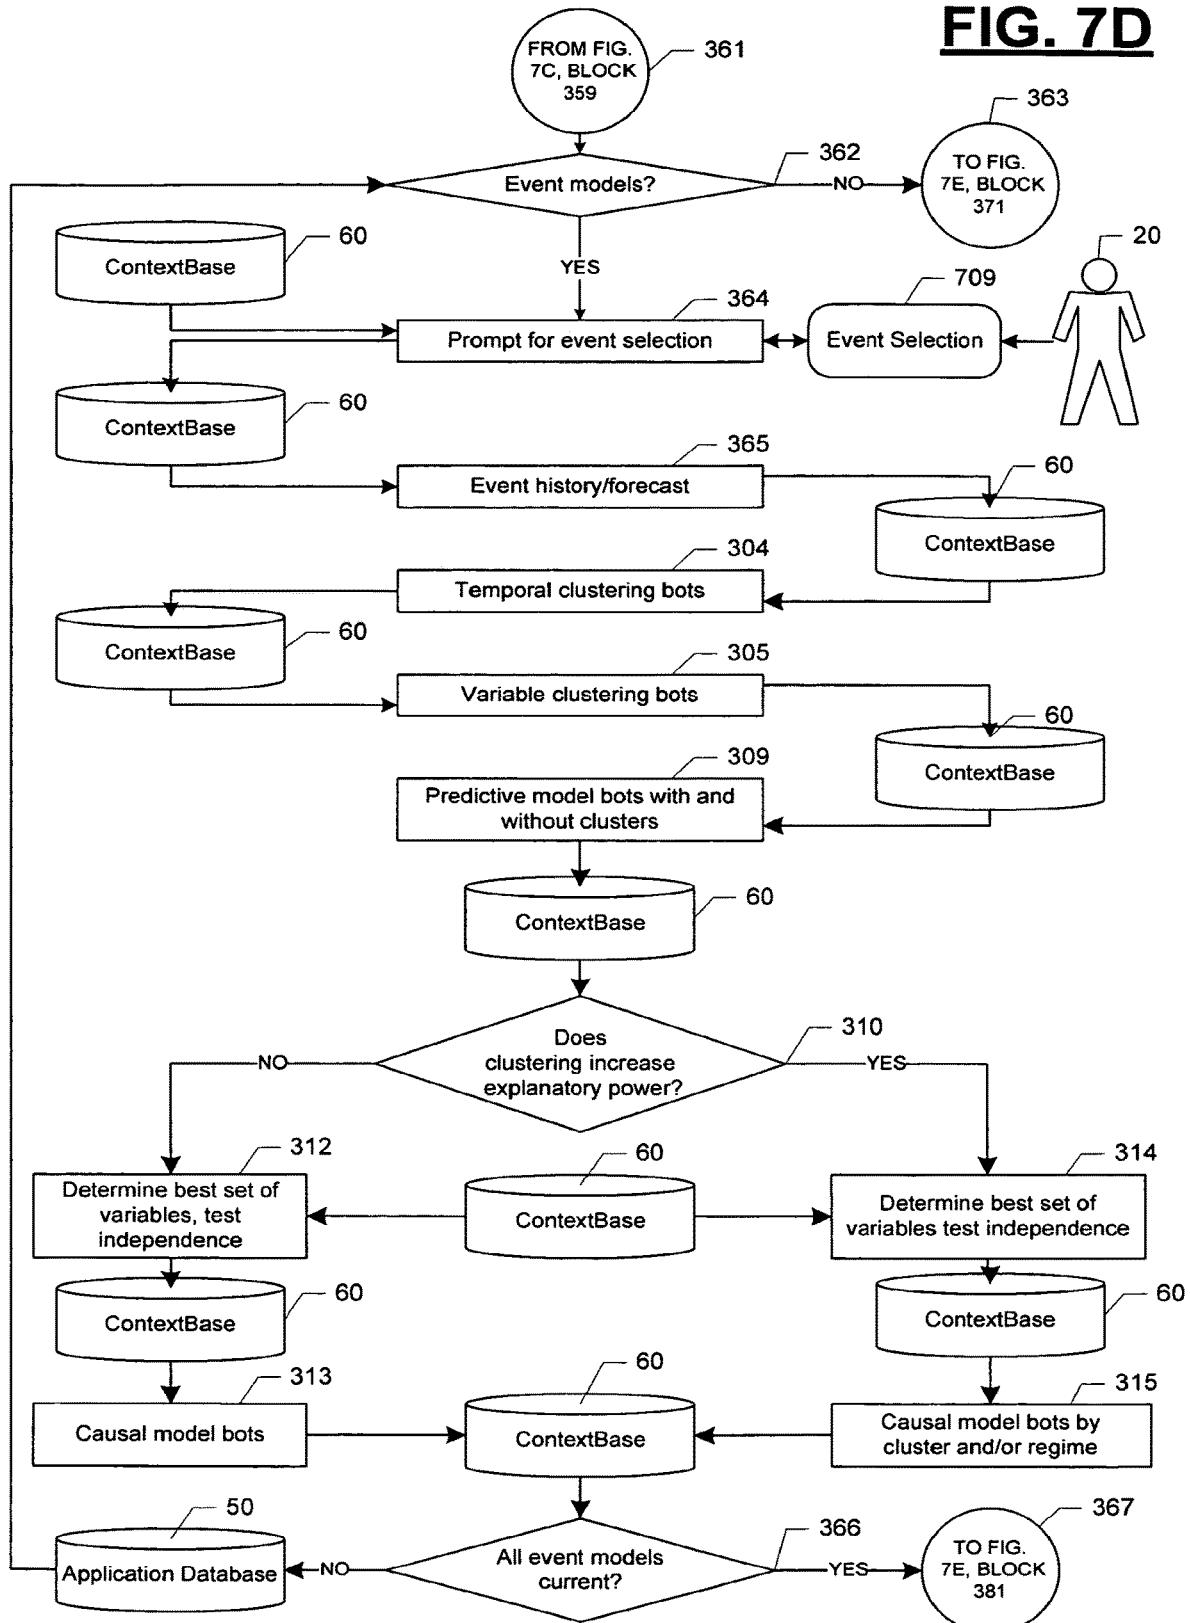 FIG. 7D
FROM FIG.
7C, BLOCK
359
361
363
TO FIG.
7E, BLOCK
371
362
Event models?
NO
60
ContextBase
YES
20
709
364
Prompt for event selection
Event Selection
60
ContextBase
365
Event history/forecast
60
ContextBase
304
Temporal clustering bots
60
ContextBase
305
Variable clustering bots
60
ContextBase
309
Predictive model bots with and
without clusters
60
ContextBase
310
Does
clustering increase
explanatory power?
NO
YES
312
Determine best set of
variables, test
independence
60
ContextBase
314
Determine best set of
variables test independence
60
ContextBase
60
ContextBase
313
Causal model bots
60
ContextBase
315
Causal model bots by
cluster and/or regime
50
Application Database
NO
366
All event models
current?
YES
367
TO FIG.
7E, BLOCK
381